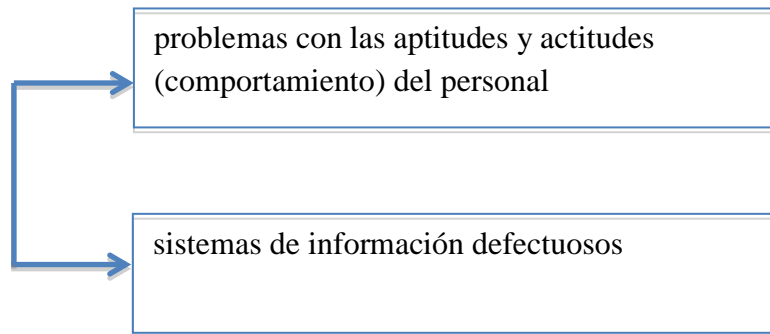 problemas con las aptitudes y actitudes
(comportamiento) del personal
sistemas de información defectuosos